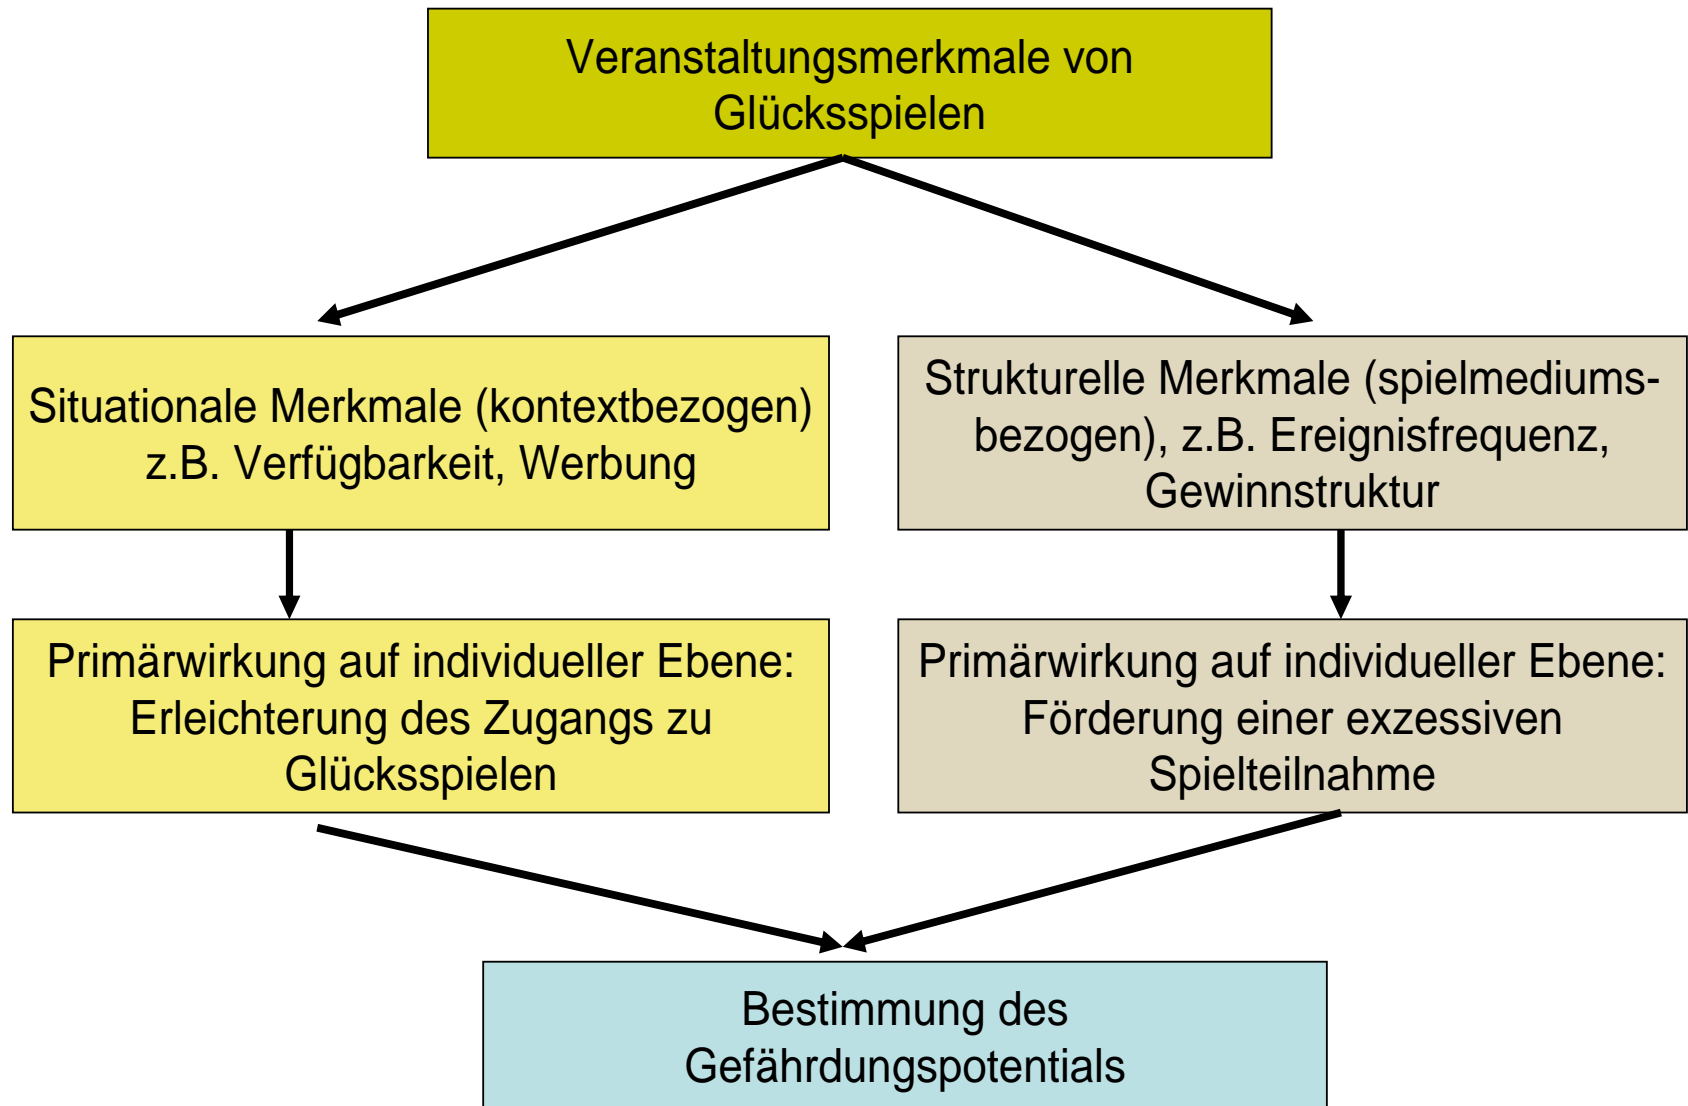 Veranstaltungsmerkmale von
Glücksspielen
Situationale Merkmale (kontextbezogen)
z.B. Verfügbarkeit, Werbung
Strukturelle Merkmale (spielmediums-
bezogen), z.B. Ereignisfrequenz,
Gewinnstruktur
Primärwirkung auf individueller Ebene:
Erleichterung des Zugangs zu
Glücksspielen
Primärwirkung auf individueller Ebene:
Förderung einer exzessiven
Spielteilnahme
Bestimmung des
Gefährdungspotentials